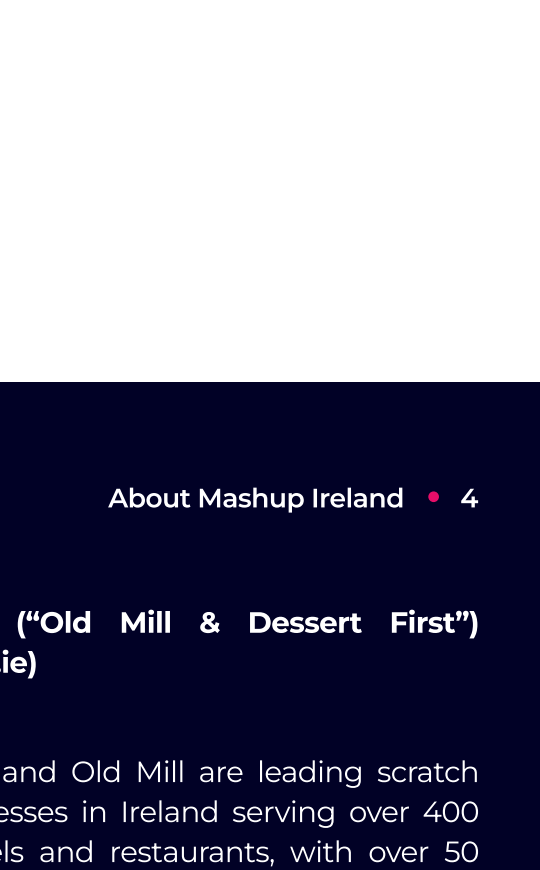 About Mashup Ireland • 4
(“Old Mill & Dessert First”)
ie)
and Old Mill are leading scratch
esses in Ireland serving over 400
els and restaurants, with over 50